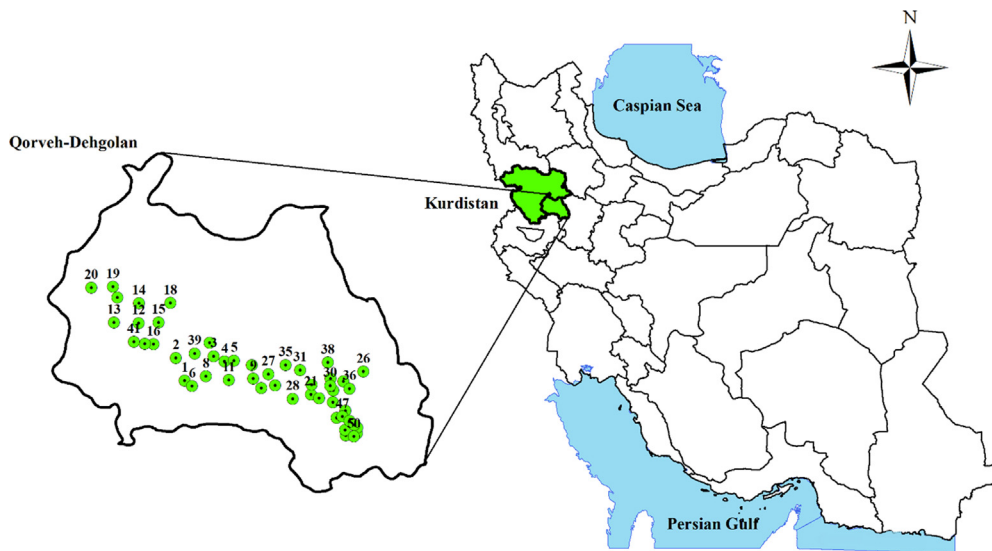 N
Caspian Sea
Qorveh-Dehgolan
Kurdistan
20 19
14 18
13 12 15
41 16
2 39 3 4 5
1 6 8 11 9 27 35 31 38 26
28 21 30 36
47
50
Persian Gulf